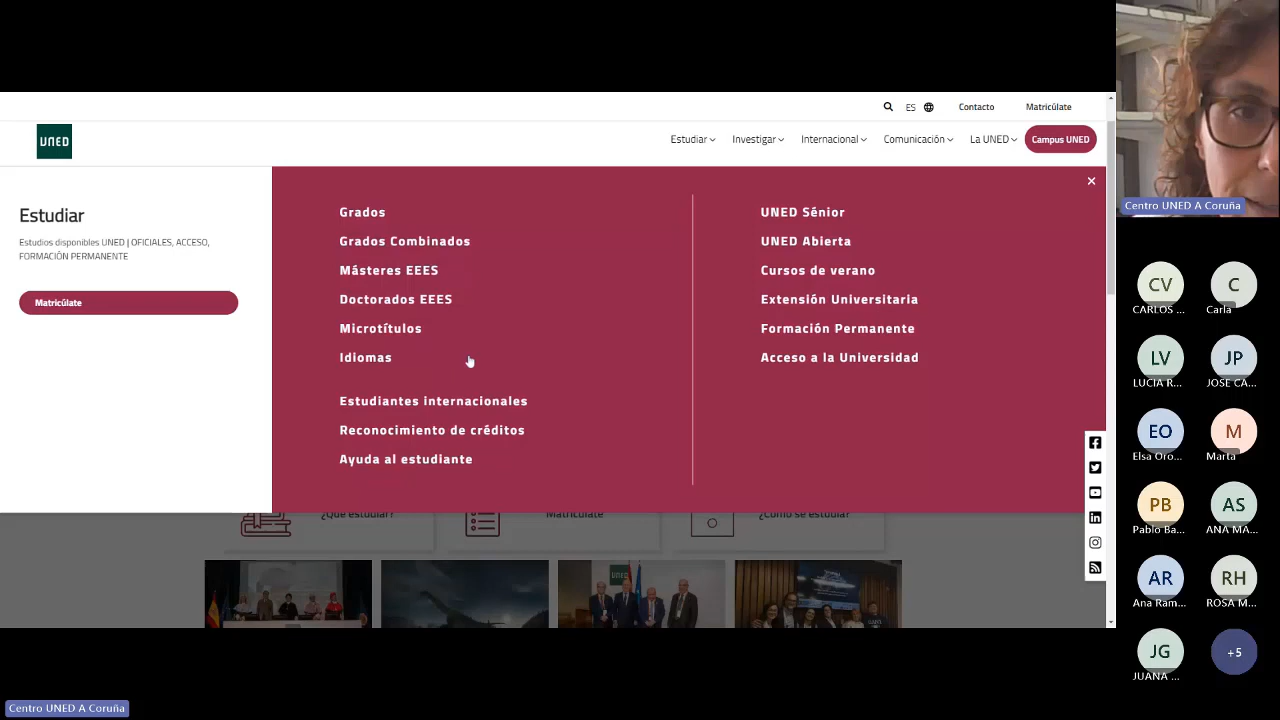 ES
Contacto
Matricúlate
UNED
Estudiar
Investigar
Internacional
Comunicación
La UNED
Campus UNED
Estudiar
Estudios disponibles UNED | OFICIALES, ACCESO,
FORMACIÓN PERMANENTE
Matricúlate
Grados
Grados Combinados
Másteres EEES
Doctorados EEES
Microtítulos
Idiomas
Estudiantes internacionales
Reconocimiento de créditos
Ayuda al estudiante
UNED Sénior
UNED Abierta
Cursos de verano
Extensión Universitaria
Formación Permanente
Acceso a la Universidad
¿Qué estudiar?
Matricúlate
¿Cómo se estudia?
Centro UNED A Coruña
CV
CARLOS ...
C
Carla
LV
LUCIA R...
JP
JOSE CA...
EO
Elsa Oro...
M
Marta
PB
Pablo Ba...
AS
ANA MA...
AR
Ana Ram...
RH
ROSA M...
JG
JUANA ...
+5
Centro UNED A Coruña